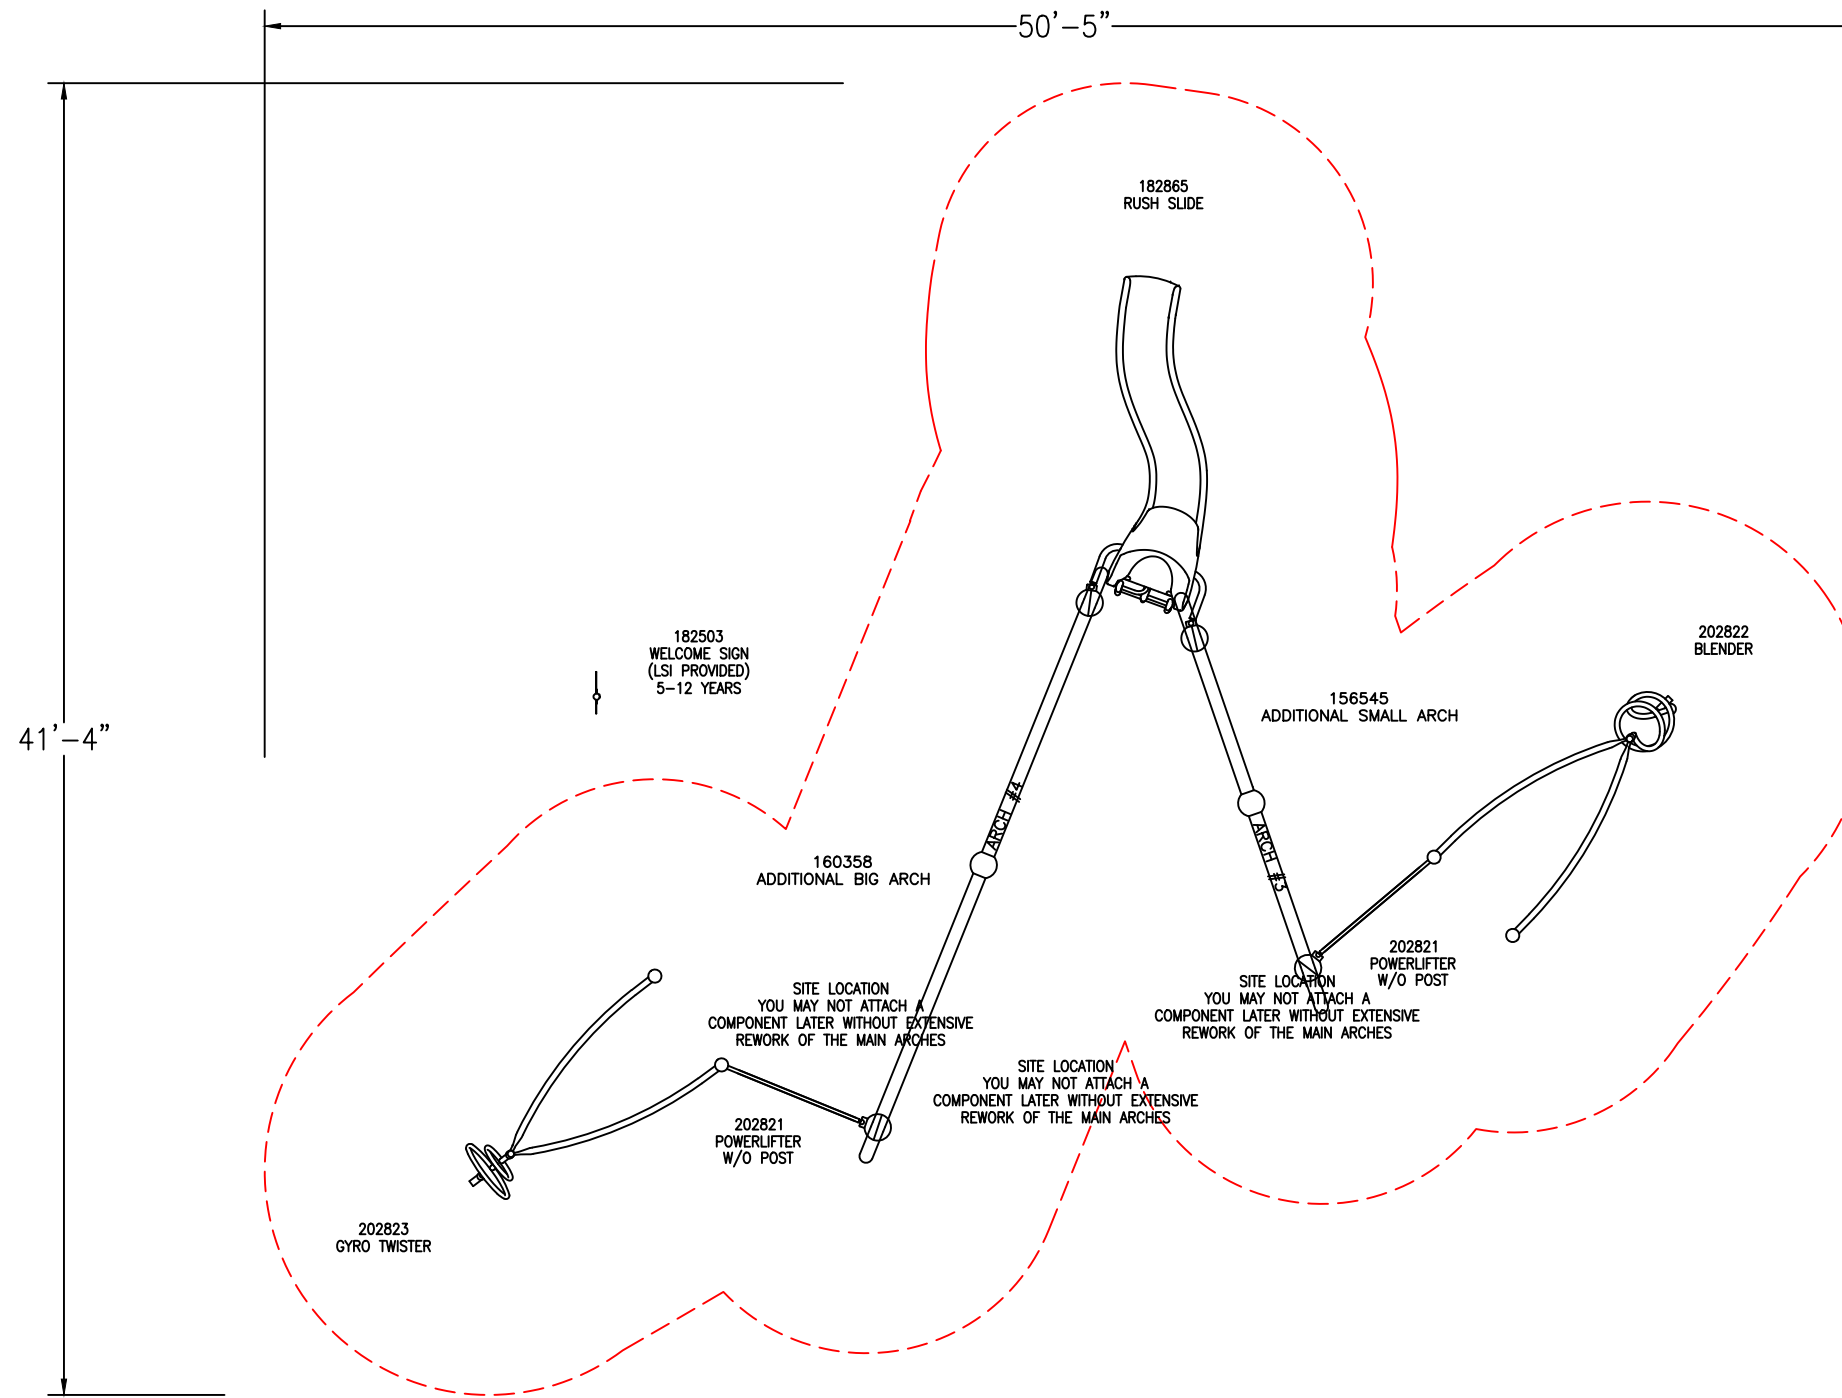 50'-5"
182865
RUSH SLIDE
182503
WELCOME SIGN
(LSI PROVIDED)
5-12 YEARS
202822
BLENDER
156545
ADDITIONAL SMALL ARCH
41'-4"
ARCH #4
ARCH #3
160358
ADDITIONAL BIG ARCH
202821
POWERLIFTER
W/O POST
SITE LOCATION
YOU MAY NOT ATTACH A
COMPONENT LATER WITHOUT EXTENSIVE
REWORK OF THE MAIN ARCHES
SITE LOCATION
YOU MAY NOT ATTACH A
COMPONENT LATER WITHOUT EXTENSIVE
REWORK OF THE MAIN ARCHES
SITE LOCATION
YOU MAY NOT ATTACH A
COMPONENT LATER WITHOUT EXTENSIVE
REWORK OF THE MAIN ARCHES
202821
POWERLIFTER
W/O POST
202823
GYRO TWISTER